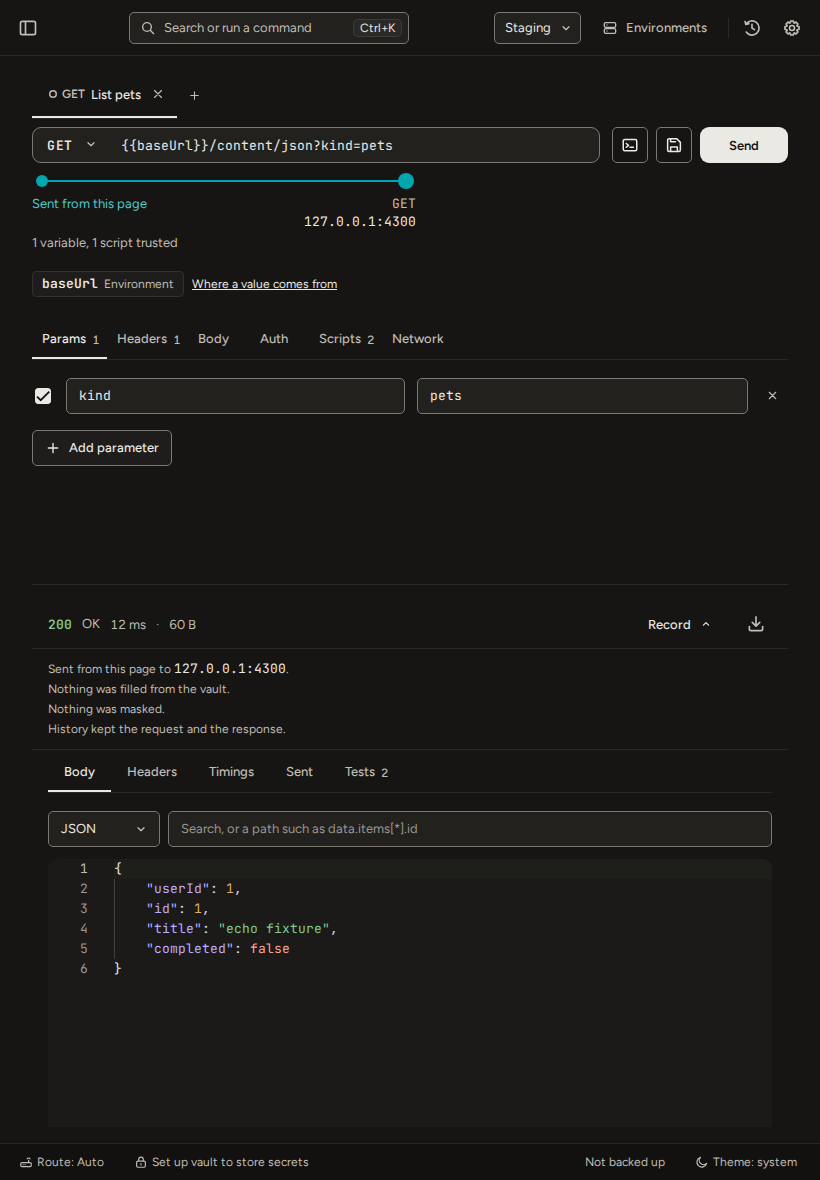 Search or run a command Ctrl+K Staging Environments
GET List pets
GET {{baseUrl}}/content/json?kind=pets Send
Sent from this page GET
127.0.0.1:4300
1 variable, 1 script trusted
baseUrl Environment Where a value comes from
Params 1 Headers 1 Body Auth Scripts 2 Network
kind pets
Add parameter
200 OK 12 ms · 60 B Record
Sent from this page to 127.0.0.1:4300.
Nothing was filled from the vault.
Nothing was masked.
History kept the request and the response.
Body Headers Timings Sent Tests 2
JSON Search, or a path such as data.items[*].id
1 {
2 "userId": 1,
3 "id": 1,
4 "title": "echo fixture",
5 "completed": false
6 }
Route: Auto Set up vault to store secrets Not backed up Theme: system